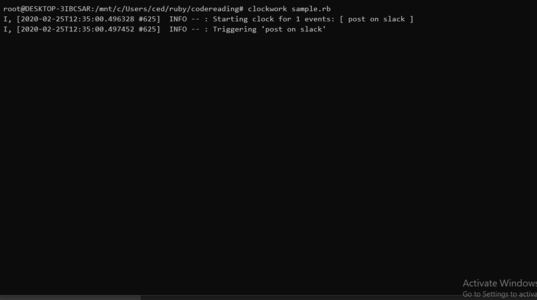 root@DESKTOP-3IBCSAR:/mnt/c/Users/ced/ruby/codereading# clockwork sample.rb
I, [2020-02-25T12:35:00.496328 #625]  INFO -- : Starting clock for 1 events: [ post on slack ]
I, [2020-02-25T12:35:00.497452 #625]  INFO -- : Triggering 'post on slack'
Activate Windows
Go to Settings to activa